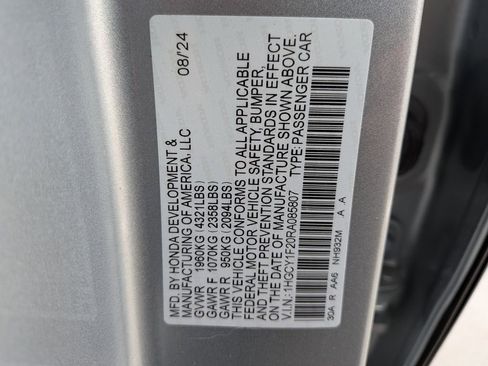 MFD. BY HONDA DEVELOPMENT & 08/24
MANUFACTURING OF AMERICA, LLC
GVWR 1960KG (4321LBS)
GAWR F 1070KG (2358LBS)
GAWR R 950KG (2094LBS)
THIS VEHICLE CONFORMS TO ALL APPLICABLE
FEDERAL MOTOR VEHICLE SAFETY, BUMPER,
AND THEFT PREVENTION STANDARDS IN EFFECT
ON THE DATE OF MANUFACTURE SHOWN ABOVE.
V.I.N.: 1HGCY1F20RA085807 TYPE: PASSENGER CAR
30A R AA6 NH932M A A